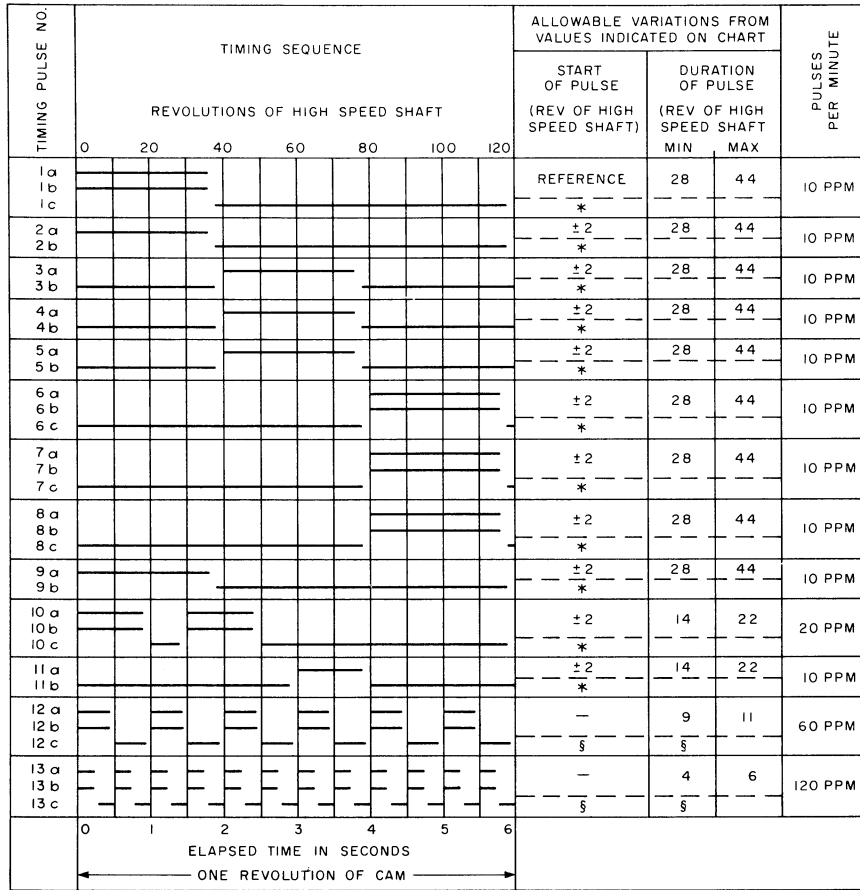 TIMING PULSE NO.
TIMING SEQUENCE
REVOLUTIONS OF HIGH SPEED SHAFT
0 20 40 60 80 100 120
ALLOWABLE VARIATIONS FROM
VALUES INDICATED ON CHART
START
OF PULSE
(REV OF HIGH
SPEED SHAFT)
DURATION
OF PULSE
(REV OF HIGH
SPEED SHAFT
MIN MAX
PULSES
PER MINUTE
1a
1b
1c
REFERENCE 28 44
*
10 PPM
2a
2b
±2 28 44
*
10 PPM
3a
3b
±2 28 44
*
10 PPM
4a
4b
±2 28 44
*
10 PPM
5a
5b
±2 28 44
*
10 PPM
6a
6b
6c
±2 28 44
*
10 PPM
7a
7b
7c
±2 28 44
*
10 PPM
8a
8b
8c
±2 28 44
*
10 PPM
9a
9b
±2 28 44
*
10 PPM
10a
10b
10c
±2 14 22
*
20 PPM
11a
11b
±2 14 22
*
10 PPM
12a
12b
12c
— 9 11
§ §
60 PPM
13a
13b
13c
— 4 6
§ §
120 PPM
0 1 2 3 4 5 6
ELAPSED TIME IN SECONDS
ONE REVOLUTION OF CAM